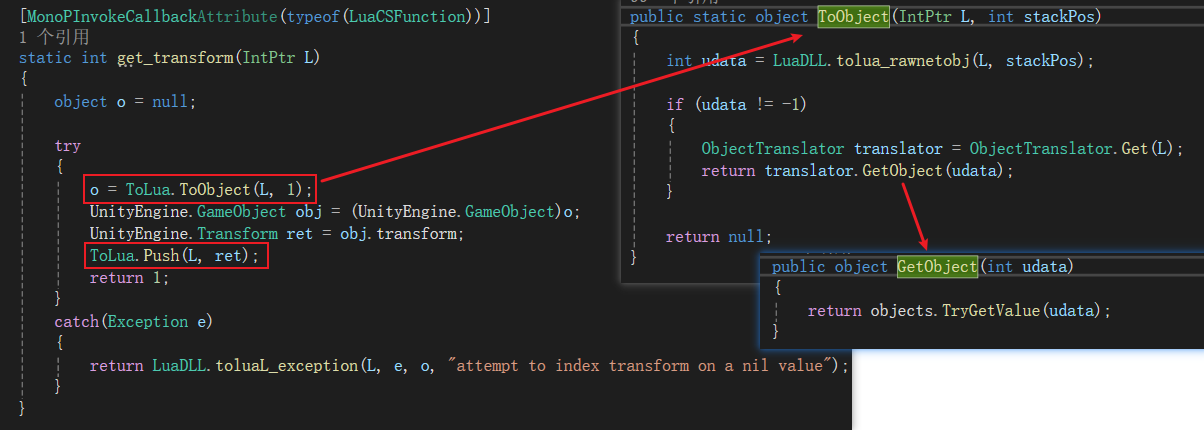 [MonoPInvokeCallbackAttribute(typeof(LuaCSFunction))]
1 个引用
static int get_transform(IntPtr L)
{
object o = null;
try
{
o = ToLua.ToObject(L, 1);
UnityEngine.GameObject obj = (UnityEngine.GameObject)o;
UnityEngine.Transform ret = obj.transform;
ToLua.Push(L, ret);
return 1;
}
catch(Exception e)
{
return LuaDLL.toluaL_exception(L, e, o, "attempt to index transform on a nil value");
}
}
public static object ToObject(IntPtr L, int stackPos)
{
int udata = LuaDLL.tolua_rawnetobj(L, stackPos);
if (udata != -1)
{
ObjectTranslator translator = ObjectTranslator.Get(L);
return translator.GetObject(udata);
}
return null;
}
public object GetObject(int udata)
{
return objects.TryGetValue(udata);
}